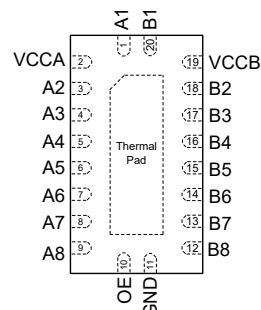 A1 B1
1 20
VCCA 2 19 VCCB
A2 3 18 B2
A3 4 17 B3
A4 5 16 B4
A5 6 15 B5
A6 7 14 B6
A7 8 13 B7
A8 9 12 B8
Thermal
Pad
10 11
OE GND